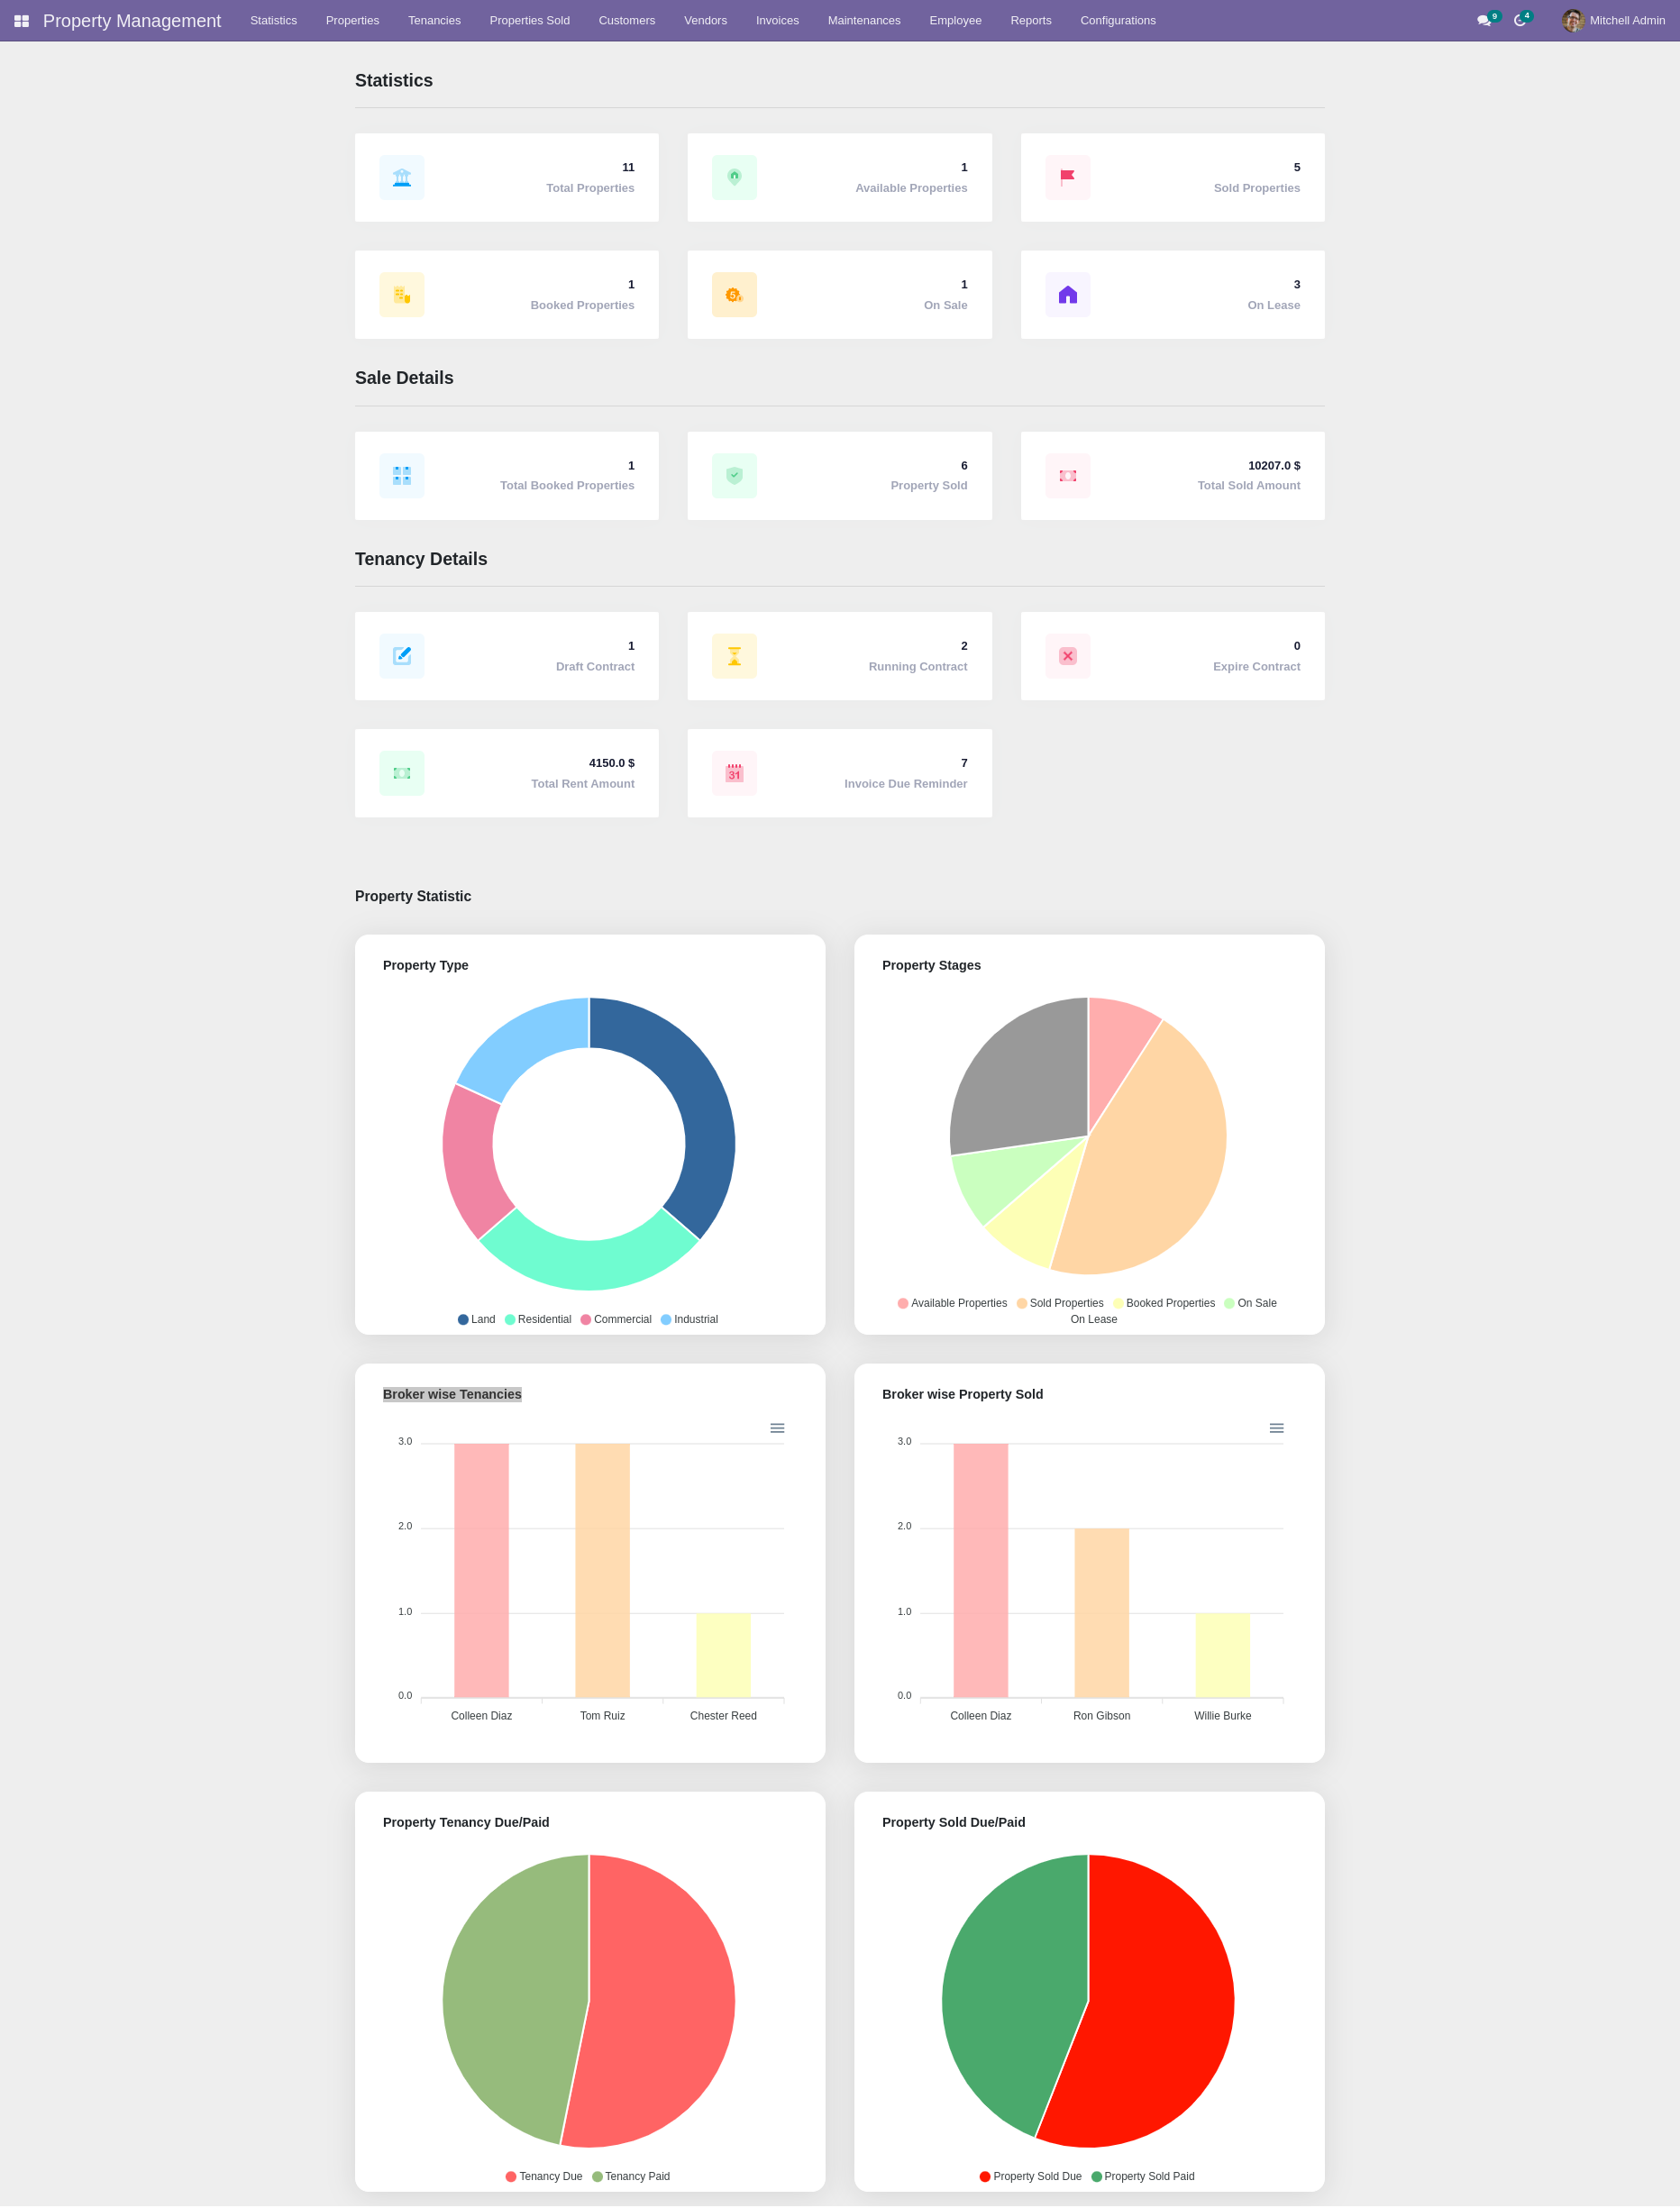 Property Management Statistics Properties Tenancies Properties Sold Customers Vendors Invoices Maintenances Employee Reports Configurations 9 4 Mitchell Admin
Statistics
11
Total Properties
1
Available Properties
5
Sold Properties
1
Booked Properties
1
On Sale
3
On Lease
Sale Details
1
Total Booked Properties
6
Property Sold
10207.0 $
Total Sold Amount
Tenancy Details
1
Draft Contract
2
Running Contract
0
Expire Contract
4150.0 $
Total Rent Amount
31
7
Invoice Due Reminder
Property Statistic
Property Type
Land Residential Commercial Industrial
Property Stages
Available Properties Sold Properties Booked Properties On Sale
On Lease
Broker wise Tenancies
3.0
2.0
1.0
0.0
Colleen Diaz Tom Ruiz Chester Reed
Broker wise Property Sold
3.0
2.0
1.0
0.0
Colleen Diaz Ron Gibson Willie Burke
Property Tenancy Due/Paid
Tenancy Due Tenancy Paid
Property Sold Due/Paid
Property Sold Due Property Sold Paid